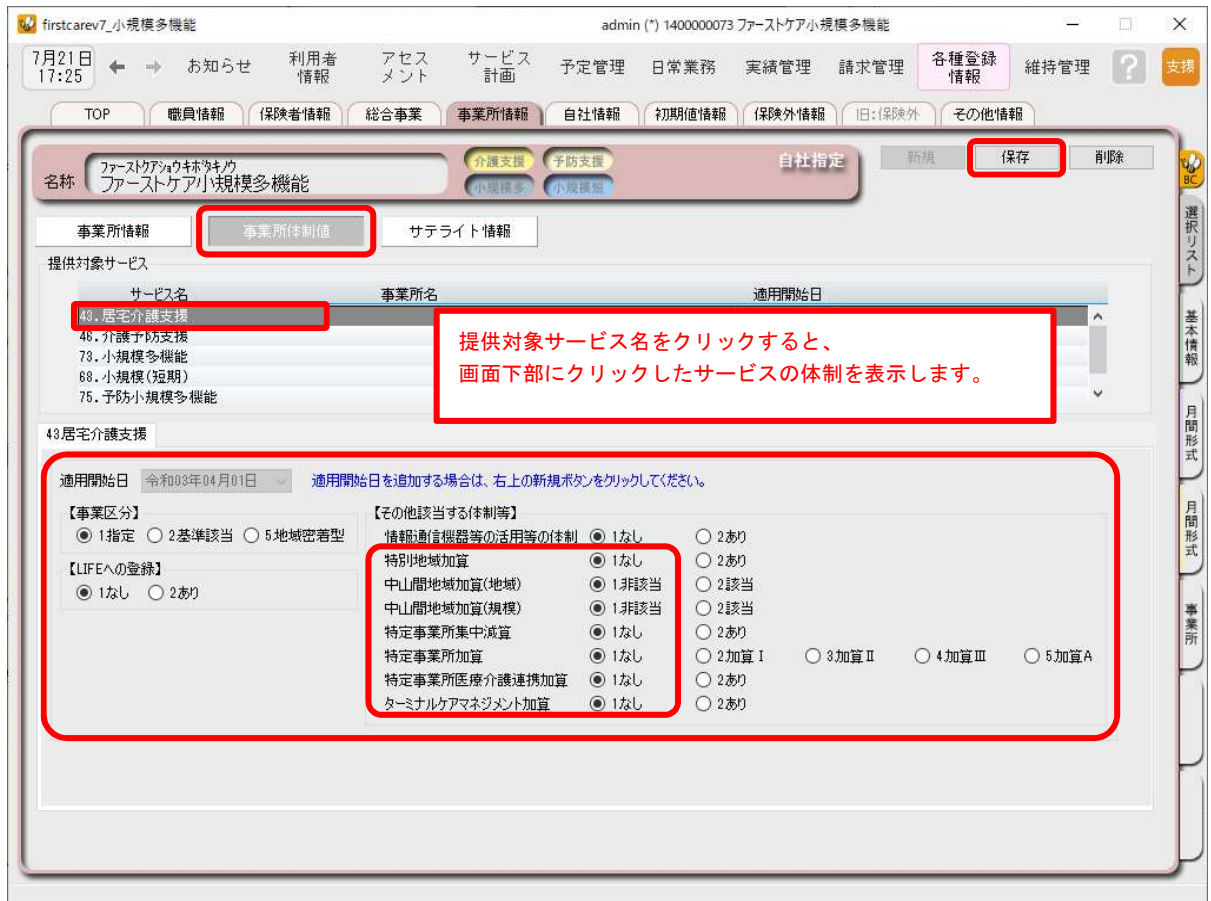 firstcarev7_小規模多機能 admin (*) 1400000073 ファーストケア小規模多機能
7月21日 17:25 お知らせ 利用者情報 アセスメント サービス計画 予定管理 日常業務 実績管理 請求管理 各種登録情報 維持管理 ? 支援
TOP 職員情報 保険者情報 総合事業 事業所情報 自社情報 初期値情報 保険外情報 旧:保険外 その他情報
名称 ファーストケアショウキボタキノウ
ファーストケア小規模多機能
介護支援 予防支援
小規模多 小規模短
自社指定
新規 保存 削除
事業所情報 事業所体制値 サテライト情報
提供対象サービス
サービス名 事業所名 適用開始日
43.居宅介護支援
46.介護予防支援
73.小規模多機能
68.小規模(短期)
75.予防小規模多機能
提供対象サービス名をクリックすると、
画面下部にクリックしたサービスの体制を表示します。
43居宅介護支援
適用開始日 令和03年04月01日 適用開始日を追加する場合は、右上の新規ボタンをクリックしてください。
【事業区分】
1指定 2基準該当 5.地域密着型
【LIFEへの登録】
1なし 2あり
【その他該当する体制等】
情報通信機器等の活用等の体制 1なし 2あり
特別地域加算 1なし 2あり
中山間地域加算(地域) 1.非該当 2該当
中山間地域加算(規模) 1.非該当 2該当
特定事業所集中減算 1なし 2あり
特定事業所加算 1なし 2.加算Ⅰ 3.加算Ⅱ 4.加算Ⅲ 5.加算A
特定事業所医療介護連携加算 1なし 2あり
ターミナルケアマネジメント加算 1なし 2あり
BC
選択リスト
基本情報
月間形式
月間形式
事業所